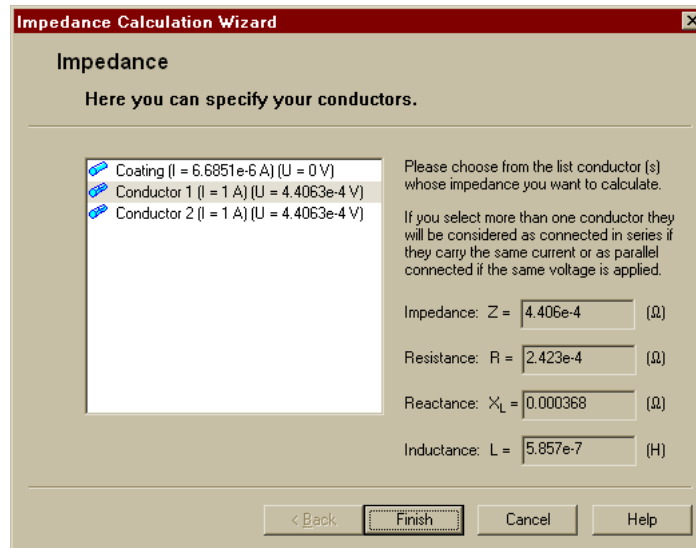 Impedance Calculation Wizard
Impedance
Here you can specify your conductors.
Coating (I = 6.6851e-6 A) (U = 0 V)
Conductor 1 (I = 1 A) (U = 4.4063e-4 V)
Conductor 2 (I = 1 A) (U = 4.4063e-4 V)
Please choose from the list conductor (s)
whose impedance you want to calculate.
If you select more than one conductor they
will be considered as connected in series if
they carry the same current or as parallel
connected if the same voltage is applied.
Impedance: Z = 4.406e-4 (Ω)
Resistance: R = 2.423e-4 (Ω)
Reactance: XL = 0.000368 (Ω)
Inductance: L = 5.857e-7 (H)
< Back Finish Cancel Help